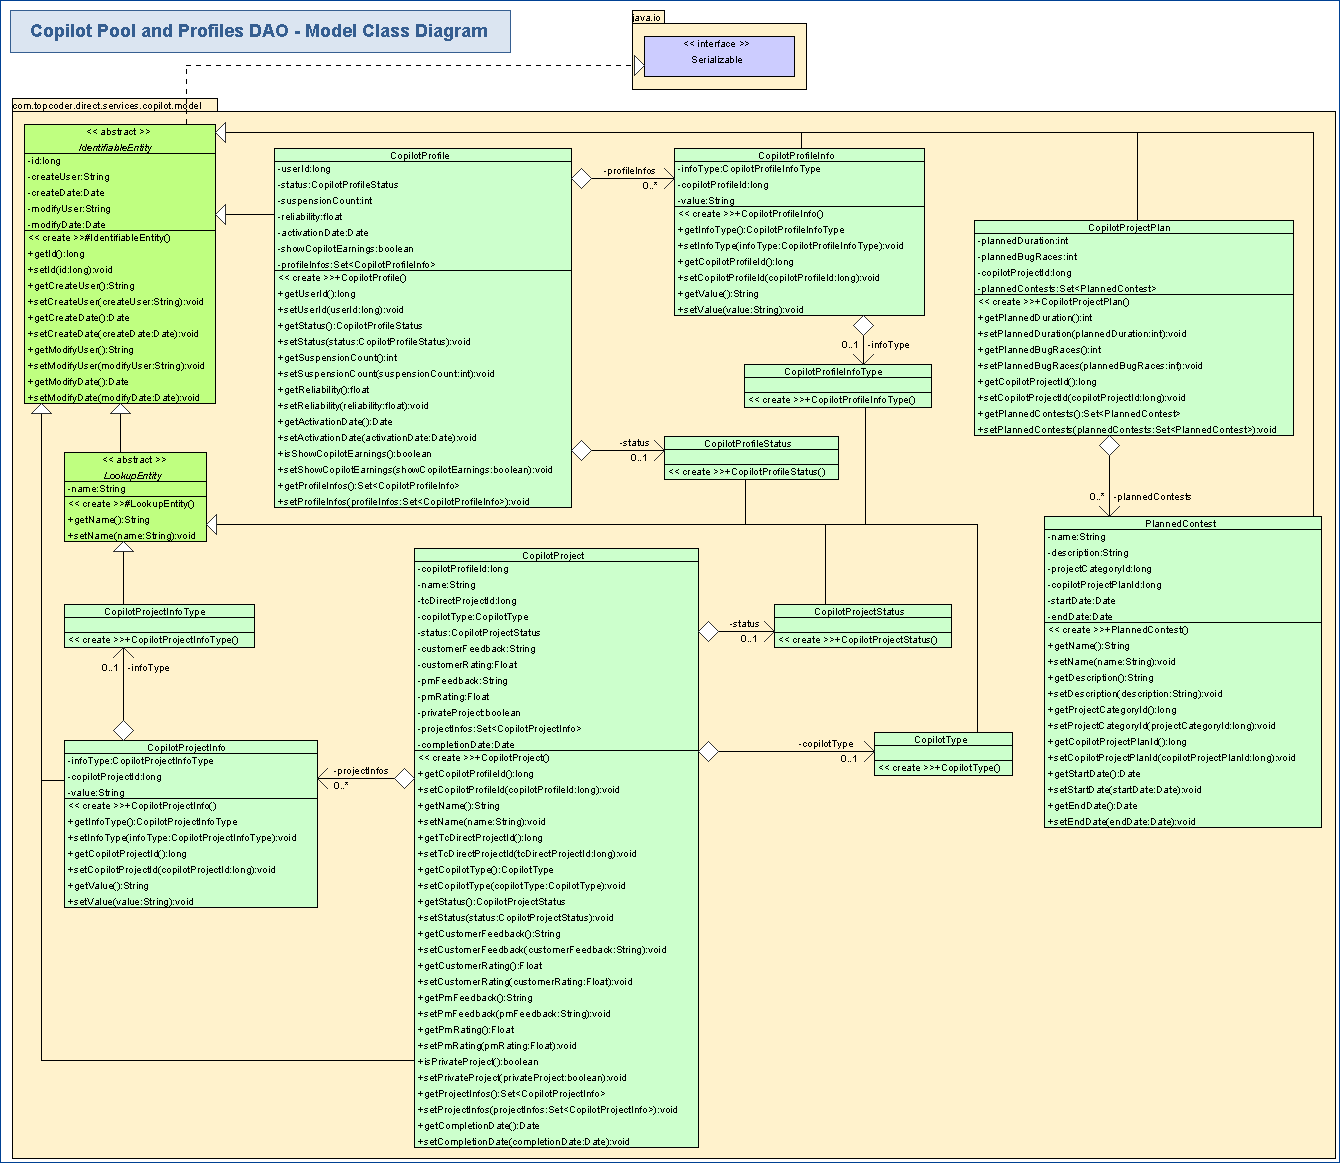 Copilot Pool and Profiles DAO - Model Class Diagram
java.io
<< interface >>
Serializable
com.topcoder.direct.services.copilot.model
<< abstract >>
IdentifiableEntity
-id:long
-createUser:String
-createDate:Date
-modifyUser:String
-modifyDate:Date
<< create >>#IdentifiableEntity()
+getId():long
+setId(id:long):void
+getCreateUser():String
+setCreateUser(createUser:String):void
+getCreateDate():Date
+setCreateDate(createDate:Date):void
+getModifyUser():String
+setModifyUser(modifyUser:String):void
+getModifyDate():Date
+setModifyDate(modifyDate:Date):void
CopilotProfile
-userId:long
-status:CopilotProfileStatus
-suspensionCount:int
-reliability:float
-activationDate:Date
-showCopilotEarnings:boolean
-profileInfos:Set<CopilotProfileInfo>
<< create >>+CopilotProfile()
+getUserId():long
+setUserId(userId:long):void
+getStatus():CopilotProfileStatus
+setStatus(status:CopilotProfileStatus):void
+getSuspensionCount():int
+setSuspensionCount(suspensionCount:int):void
+getReliability():float
+setReliability(reliability:float):void
+getActivationDate():Date
+setActivationDate(activationDate:Date):void
+isShowCopilotEarnings():boolean
+setShowCopilotEarnings(showCopilotEarnings:boolean):void
+getProfileInfos():Set<CopilotProfileInfo>
+setProfileInfos(profileInfos:Set<CopilotProfileInfo>):void
-profileInfos
0..*
CopilotProfileInfo
-infoType:CopilotProfileInfoType
-copilotProfileId:long
-value:String
<< create >>+CopilotProfileInfo()
+getInfoType():CopilotProfileInfoType
+setInfoType(infoType:CopilotProfileInfoType):void
+getCopilotProfileId():long
+setCopilotProfileId(copilotProfileId:long):void
+getValue():String
+setValue(value:String):void
0..1 -infoType
CopilotProfileInfoType
<< create >>+CopilotProfileInfoType()
-status
0..1
CopilotProfileStatus
<< create >>+CopilotProfileStatus()
CopilotProjectPlan
-plannedDuration:int
-plannedBugRaces:int
-copilotProjectId:long
-plannedContests:Set<PlannedContest>
<< create >>+CopilotProjectPlan()
+getPlannedDuration():int
+setPlannedDuration(plannedDuration:int):void
+getPlannedBugRaces():int
+setPlannedBugRaces(plannedBugRaces:int):void
+getCopilotProjectId():long
+setCopilotProjectId(copilotProjectId:long):void
+getPlannedContests():Set<PlannedContest>
+setPlannedContests(plannedContests:Set<PlannedContest>):void
0..* -plannedContests
PlannedContest
-name:String
-description:String
-projectCategoryId:long
-copilotProjectPlanId:long
-startDate:Date
-endDate:Date
<< create >>+PlannedContest()
+getName():String
+setName(name:String):void
+getDescription():String
+setDescription(description:String):void
+getProjectCategoryId():long
+setProjectCategoryId(projectCategoryId:long):void
+getCopilotProjectPlanId():long
+setCopilotProjectPlanId(copilotProjectPlanId:long):void
+getStartDate():Date
+setStartDate(startDate:Date):void
+getEndDate():Date
+setEndDate(endDate:Date):void
<< abstract >>
LookupEntity
-name:String
<< create >>#LookupEntity()
+getName():String
+setName(name:String):void
CopilotProjectInfoType
<< create >>+CopilotProjectInfoType()
0..1 -infoType
CopilotProjectInfo
-infoType:CopilotProjectInfoType
-copilotProjectId:long
-value:String
<< create >>+CopilotProjectInfo()
+getInfoType():CopilotProjectInfoType
+setInfoType(infoType:CopilotProjectInfoType):void
+getCopilotProjectId():long
+setCopilotProjectId(copilotProjectId:long):void
+getValue():String
+setValue(value:String):void
-projectInfos
0..*
CopilotProject
-copilotProfileId:long
-name:String
-tcDirectProjectId:long
-copilotType:CopilotType
-status:CopilotProjectStatus
-customerFeedback:String
-customerRating:Float
-pmFeedback:String
-pmRating:Float
-privateProject:boolean
-projectInfos:Set<CopilotProjectInfo>
-completionDate:Date
<< create >>+CopilotProject()
+getCopilotProfileId():long
+setCopilotProfileId(copilotProfileId:long):void
+getName():String
+setName(name:String):void
+getTcDirectProjectId():long
+setTcDirectProjectId(tcDirectProjectId:long):void
+getCopilotType():CopilotType
+setCopilotType(copilotType:CopilotType):void
+getStatus():CopilotProjectStatus
+setStatus(status:CopilotProjectStatus):void
+getCustomerFeedback():String
+setCustomerFeedback(customerFeedback:String):void
+getCustomerRating():Float
+setCustomerRating(customerRating:Float):void
+getPmFeedback():String
+setPmFeedback(pmFeedback:String):void
+getPmRating():Float
+setPmRating(pmRating:Float):void
+isPrivateProject():boolean
+setPrivateProject(privateProject:boolean):void
+getProjectInfos():Set<CopilotProjectInfo>
+setProjectInfos(projectInfos:Set<CopilotProjectInfo>):void
+getCompletionDate():Date
+setCompletionDate(completionDate:Date):void
-status
0..1
CopilotProjectStatus
<< create >>+CopilotProjectStatus()
-copilotType
0..1
CopilotType
<< create >>+CopilotType()